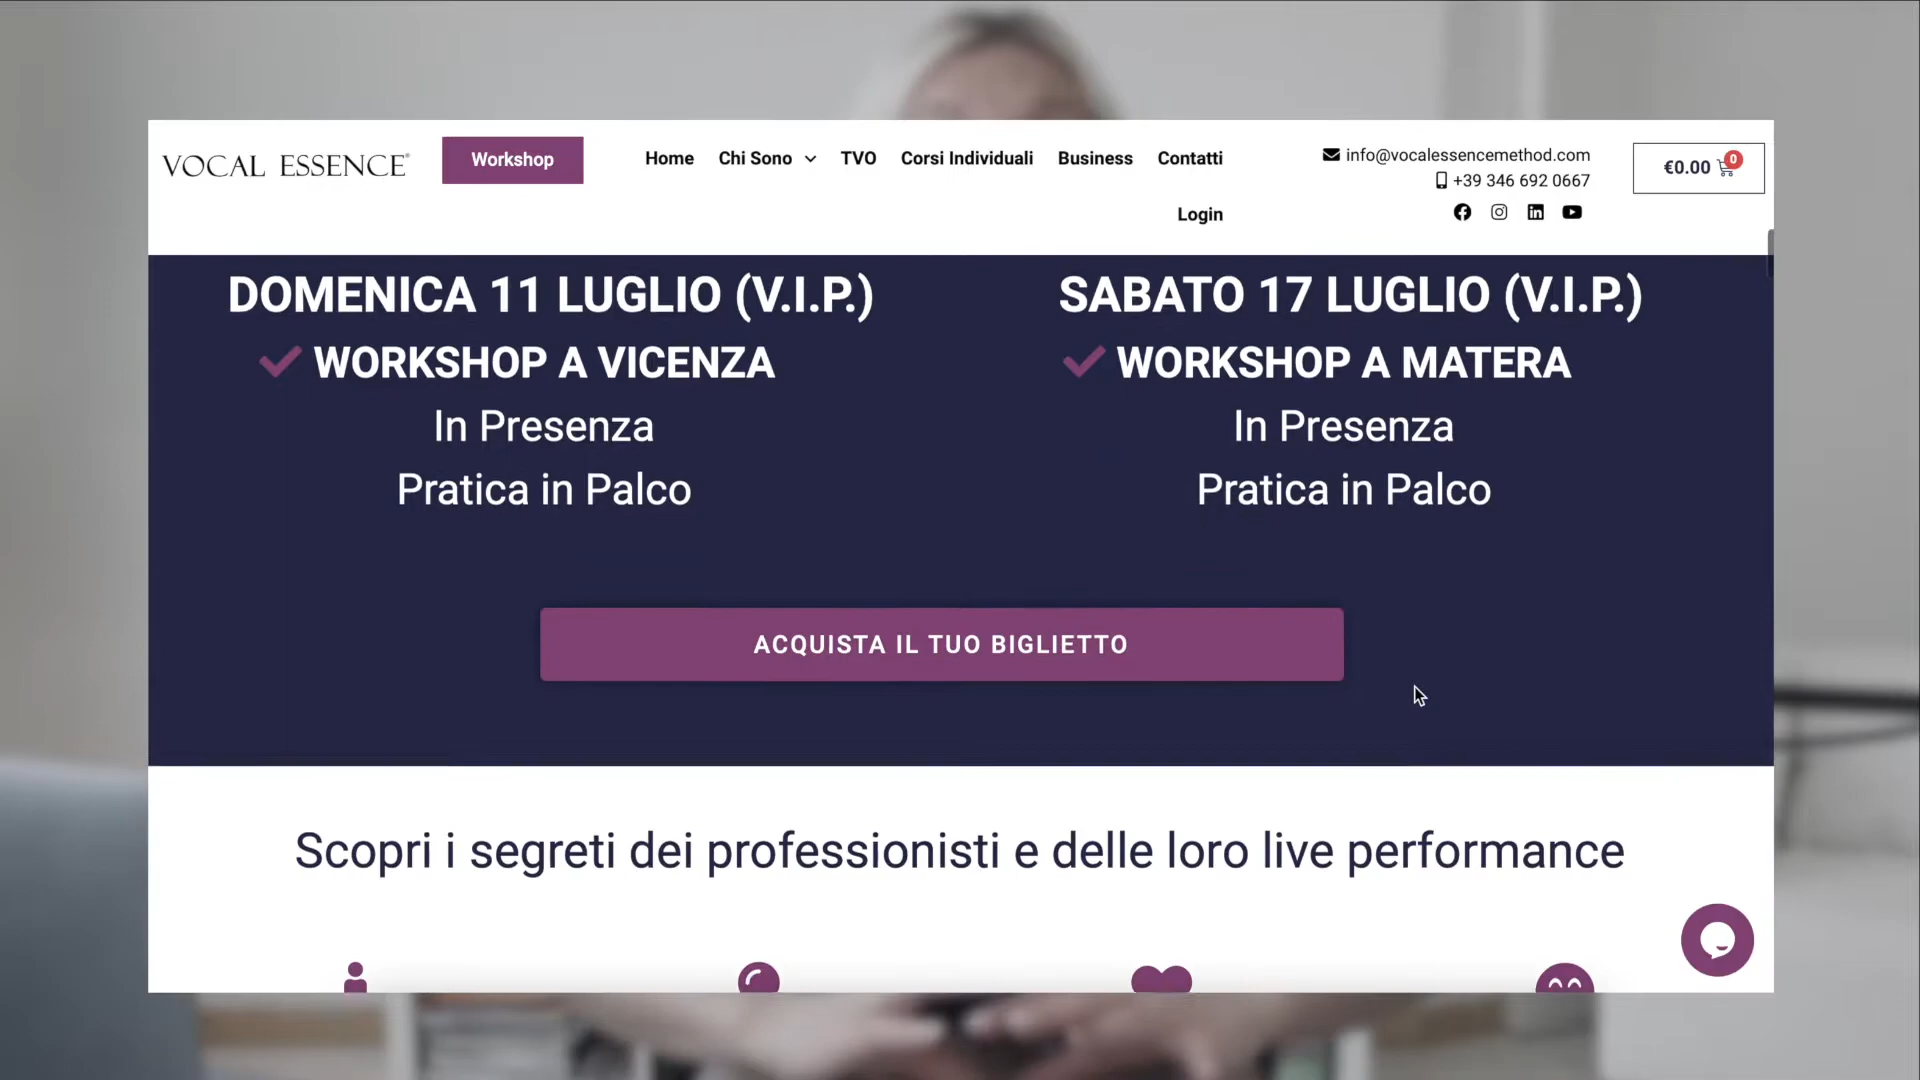 VOCAL ESSENCE®
Workshop
Home
Chi Sono
TVO
Corsi Individuali
Business
Contatti
Login
info@vocalessencemethod.com
+39 346 692 0667
€0.00
0
DOMENICA 11 LUGLIO (V.I.P.)
WORKSHOP A VICENZA
In Presenza
Pratica in Palco
SABATO 17 LUGLIO (V.I.P.)
WORKSHOP A MATERA
In Presenza
Pratica in Palco
ACQUISTA IL TUO BIGLIETTO
Scopri i segreti dei professionisti e delle loro live performance